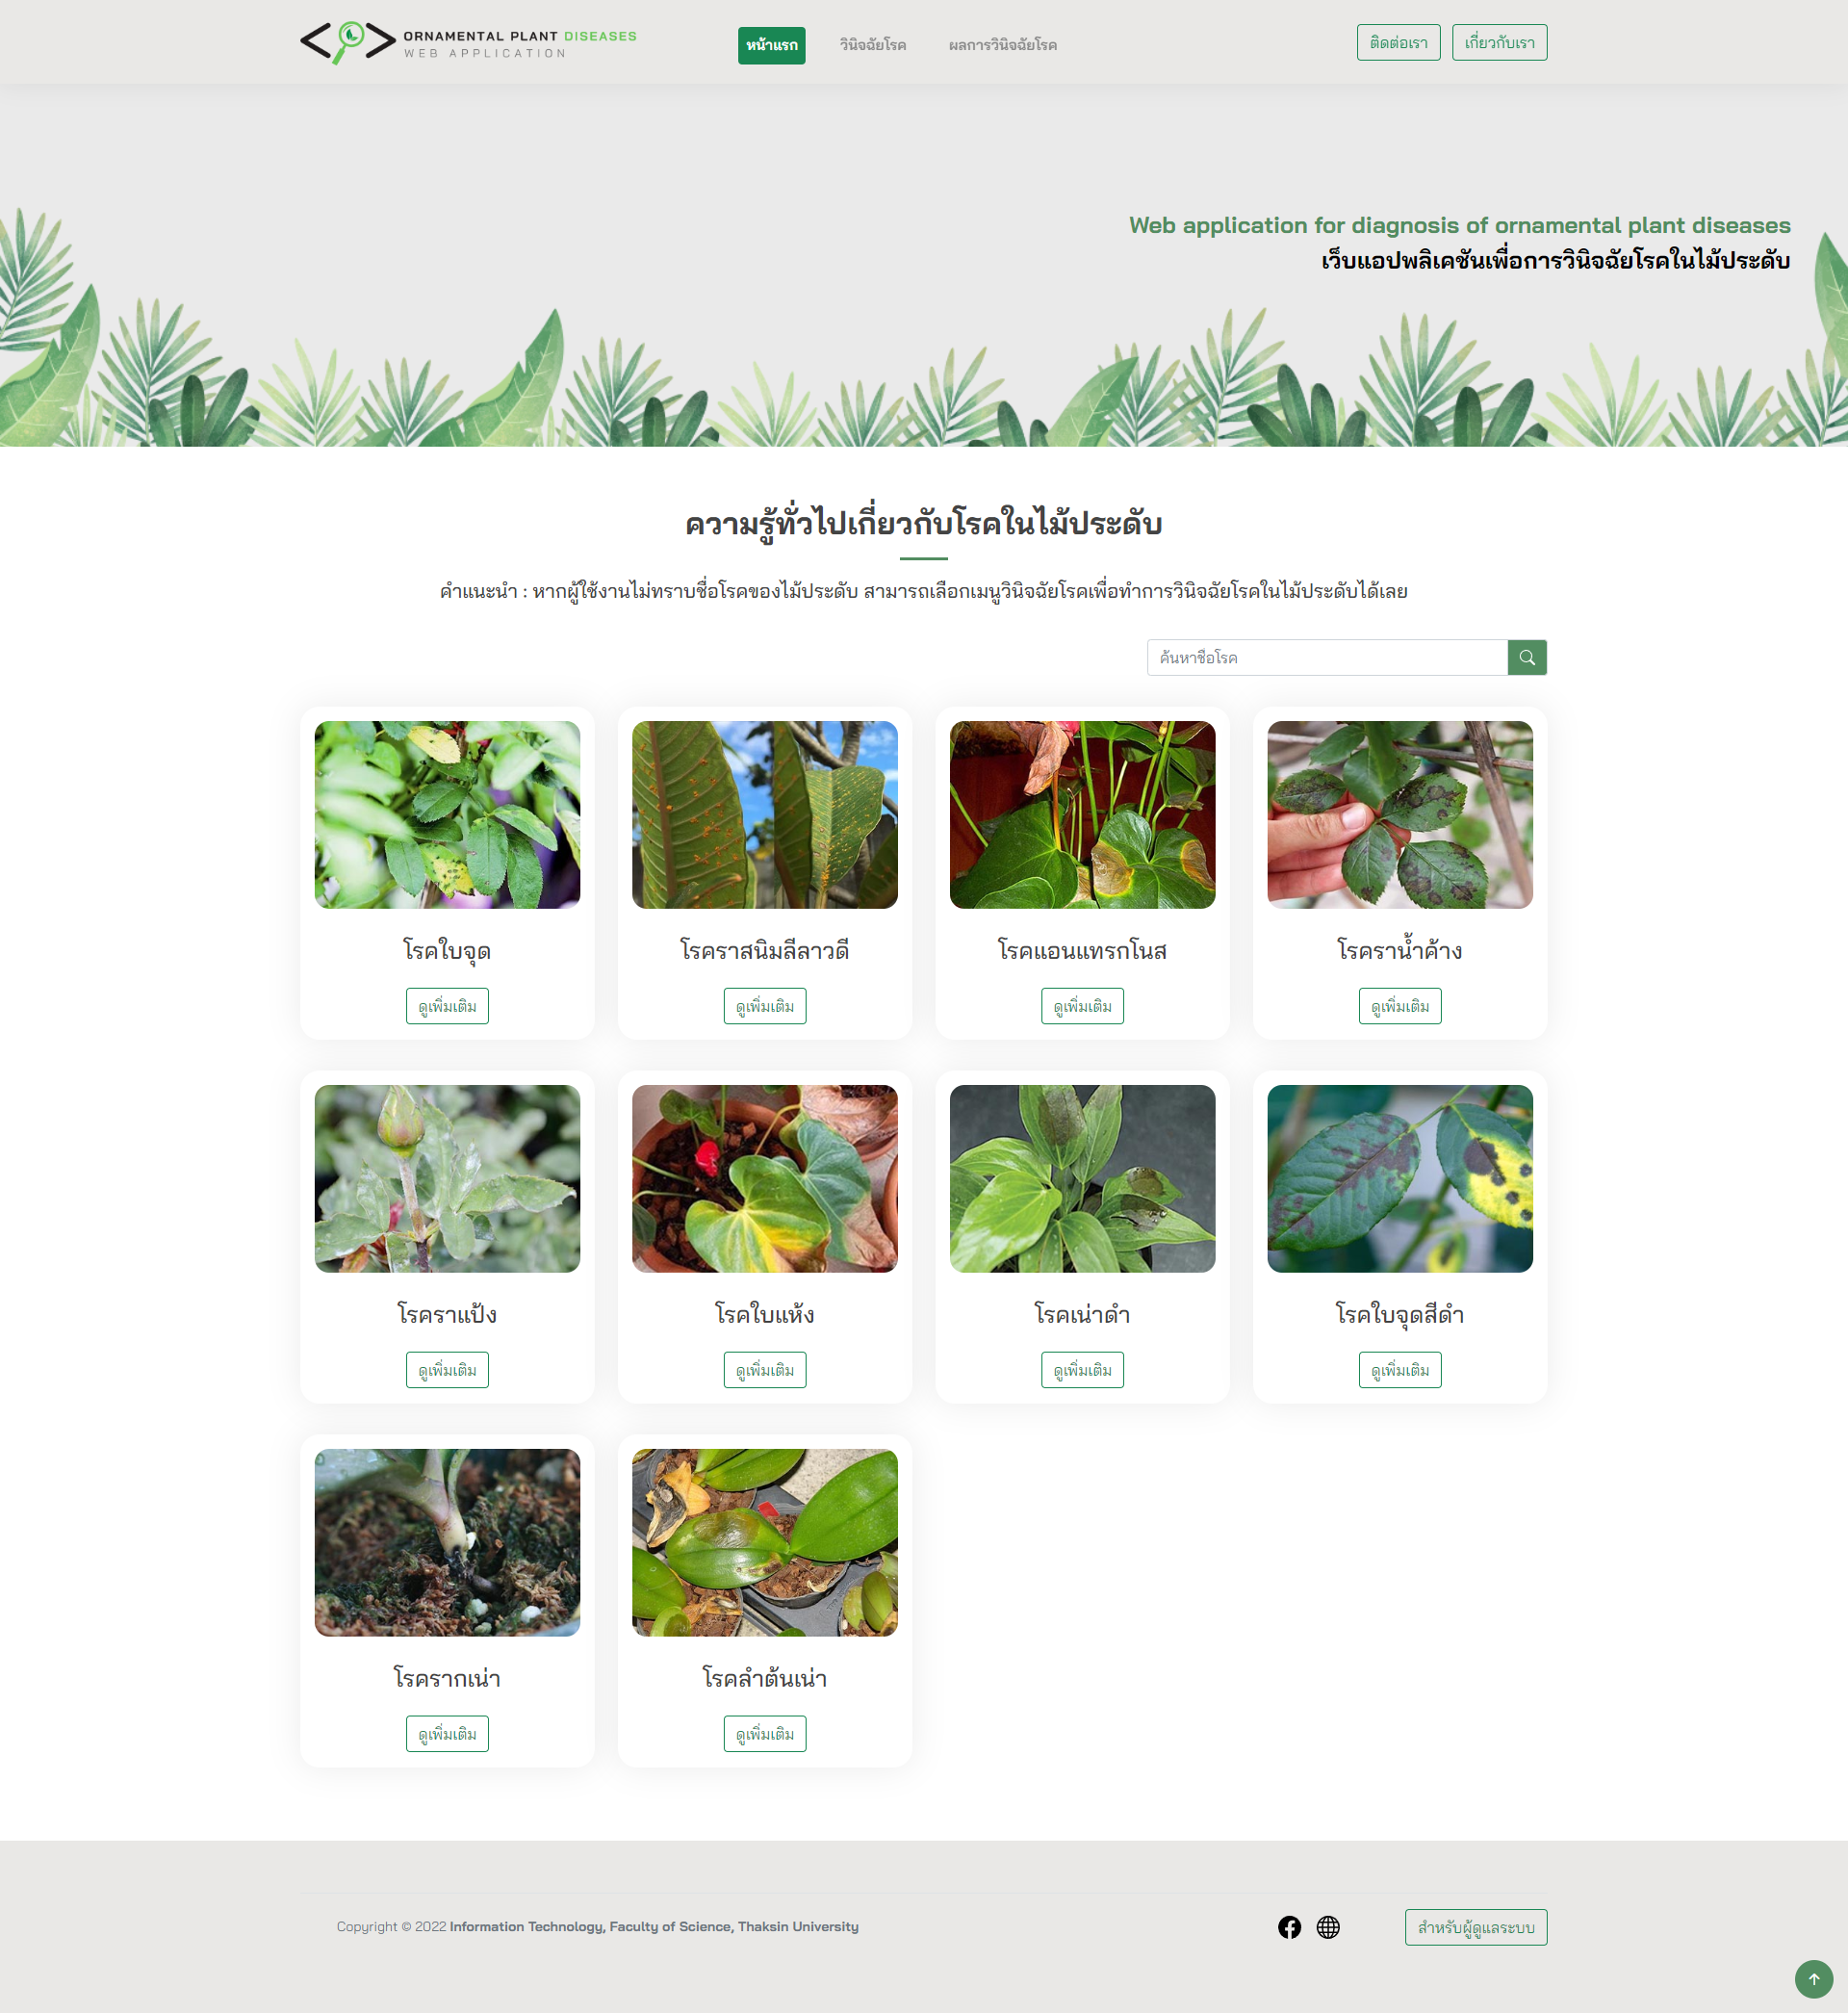 ORNAMENTAL PLANT DISEASES
WEB APPLICATION
หน้าแรก
วินิจฉัยโรค
ผลการวินิจฉัยโรค
ติดต่อเรา
เกี่ยวกับเรา
Web application for diagnosis of ornamental plant diseases
เว็บแอปพลิเคชันเพื่อการวินิจฉัยโรคในไม้ประดับ
ความรู้ทั่วไปเกี่ยวกับโรคในไม้ประดับ
คำแนะนำ : หากผู้ใช้งานไม่ทราบชื่อโรคของไม้ประดับ สามารถเลือกเมนูวินิจฉัยโรคเพื่อทำการวินิจฉัยโรคในไม้ประดับได้เลย
ค้นหาชือโรค
โรคใบจุด
โรคราสนิมลีลาวดี
โรคแอนแทรกโนส
โรคราน้ำค้าง
ดูเพิ่มเติม
ดูเพิ่มเติม
ดูเพิ่มเติม
ดูเพิ่มเติม
โรคราแป้ง
โรคใบแห้ง
โรคเน่าดำ
โรคใบจุดสีดำ
ดูเพิ่มเติม
ดูเพิ่มเติม
ดูเพิ่มเติม
ดูเพิ่มเติม
โรครากเน่า
โรคลำต้นเน่า
ดูเพิ่มเติม
ดูเพิ่มเติม
Copyright © 2022 Information Technology, Faculty of Science, Thaksin University
สำหรับผู้ดูแลระบบ